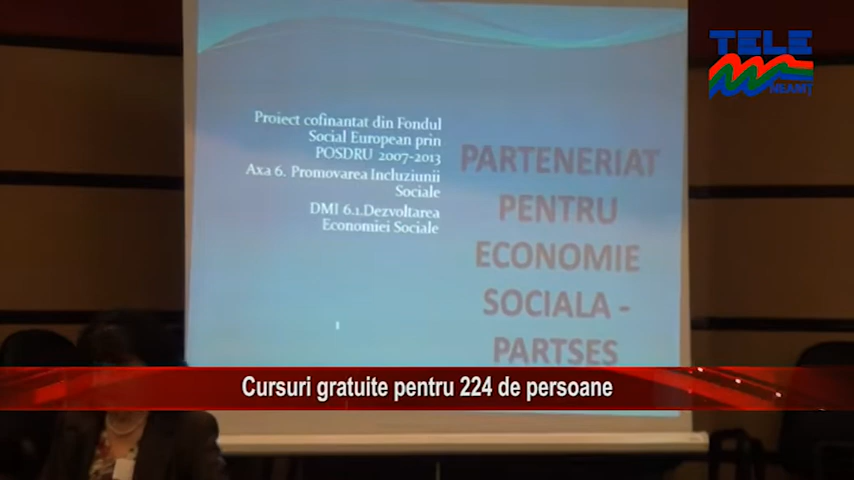 TELE
NEAMȚ
Proiect cofinantat din Fondul
Social European prin
POSDRU 2007-2013
Axa 6. Promovarea Incluziunii
Sociale
DMI 6.1.Dezvoltarea
Economiei Sociale
PARTENERIAT
PENTRU
ECONOMIE
SOCIALA -
PARTSES
Cursuri gratuite pentru 224 de persoane